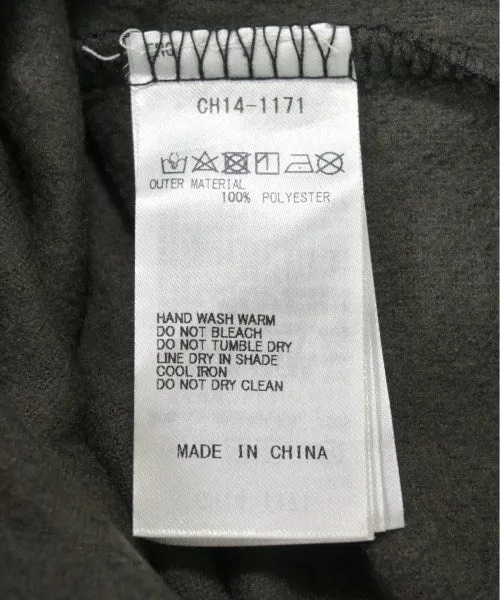 CH14-1171
OUTER MATERIAL
100% POLYESTER
HAND WASH WARM
DO NOT BLEACH
DO NOT TUMBLE DRY
LINE DRY IN SHADE
COOL IRON
DO NOT DRY CLEAN
MADE IN CHINA